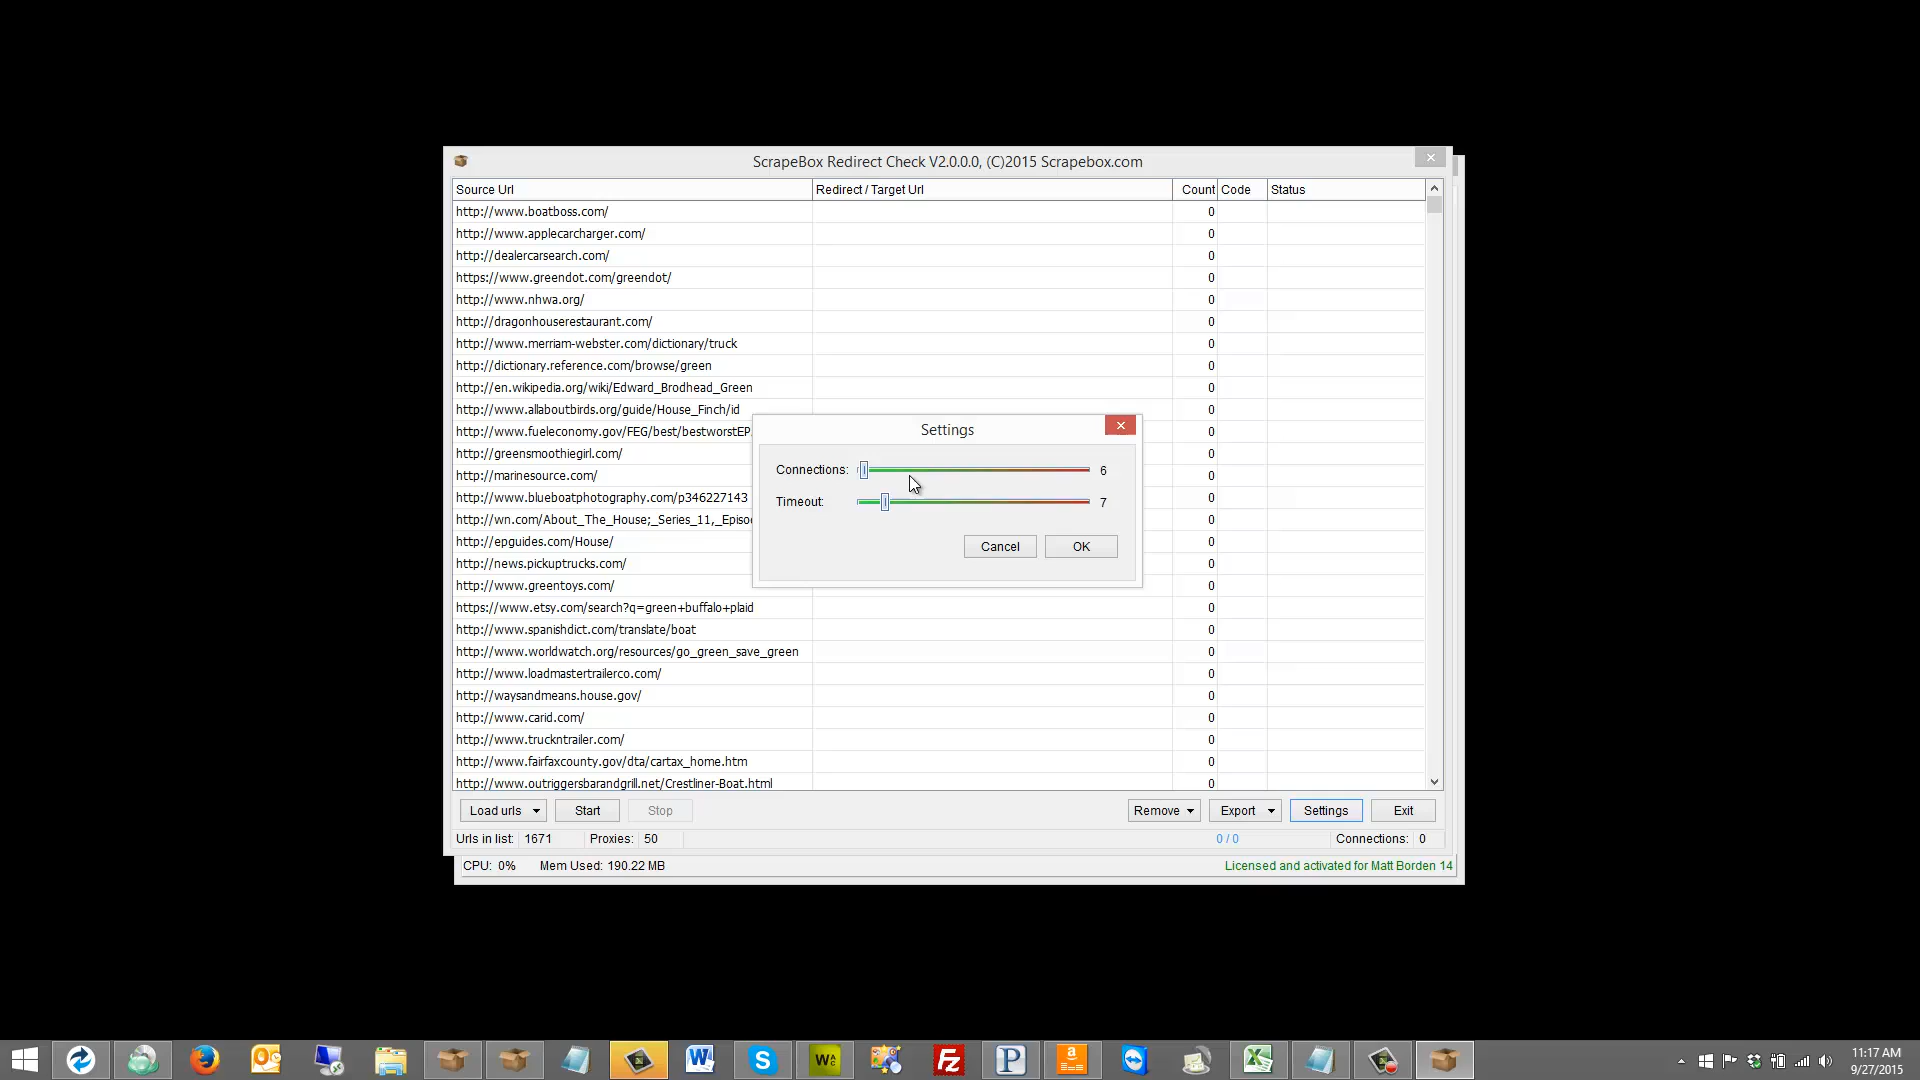 ScrapeBox Redirect Check V2.0.0.0, (C)2015 Scrapebox.com
Source Url Redirect / Target Url Count Code Status
http://www.boatboss.com/ 0
http://www.applecarcharger.com/ 0
http://dealercarsearch.com/ 0
https://www.greendot.com/greendot/ 0
http://www.nhwa.org/ 0
http://dragonhouserestaurant.com/ 0
http://www.merriam-webster.com/dictionary/truck 0
http://dictionary.reference.com/browse/green 0
http://en.wikipedia.org/wiki/Edward_Brodhead_Green 0
http://www.allaboutbirds.org/guide/House_Finch/id 0
http://www.fueleconomy.gov/FEG/best/bestworstEP 0
http://greensmoothiegirl.com/ 0
http://marinesource.com/ 0
http://www.blueboatphotography.com/p346227143 0
http://wn.com/About_The_House;_Series_11,_Episo 0
http://epguides.com/House/ 0
http://news.pickuptrucks.com/ 0
http://www.greentoys.com/ 0
https://www.etsy.com/search?q=green+buffalo+plaid 0
http://www.spanishdict.com/translate/boat 0
http://www.worldwatch.org/resources/go_green_save_green 0
http://www.loadmastertrailerco.com/ 0
http://waysandmeans.house.gov/ 0
http://www.carid.com/ 0
http://www.truckntrailer.com/ 0
http://www.fairfaxcounty.gov/dta/cartax_home.htm 0
http://www.outriggersbarandgrill.net/Crestliner-Boat.html 0
Settings
Connections: 6
Timeout: 7
Cancel OK
Load urls Start Stop Remove Export Settings Exit
Urls in list: 1671 Proxies: 50 0 / 0 Connections: 0
CPU: 0% Mem Used: 190.22 MB Licensed and activated for Matt Borden 14
11:17 AM
9/27/2015